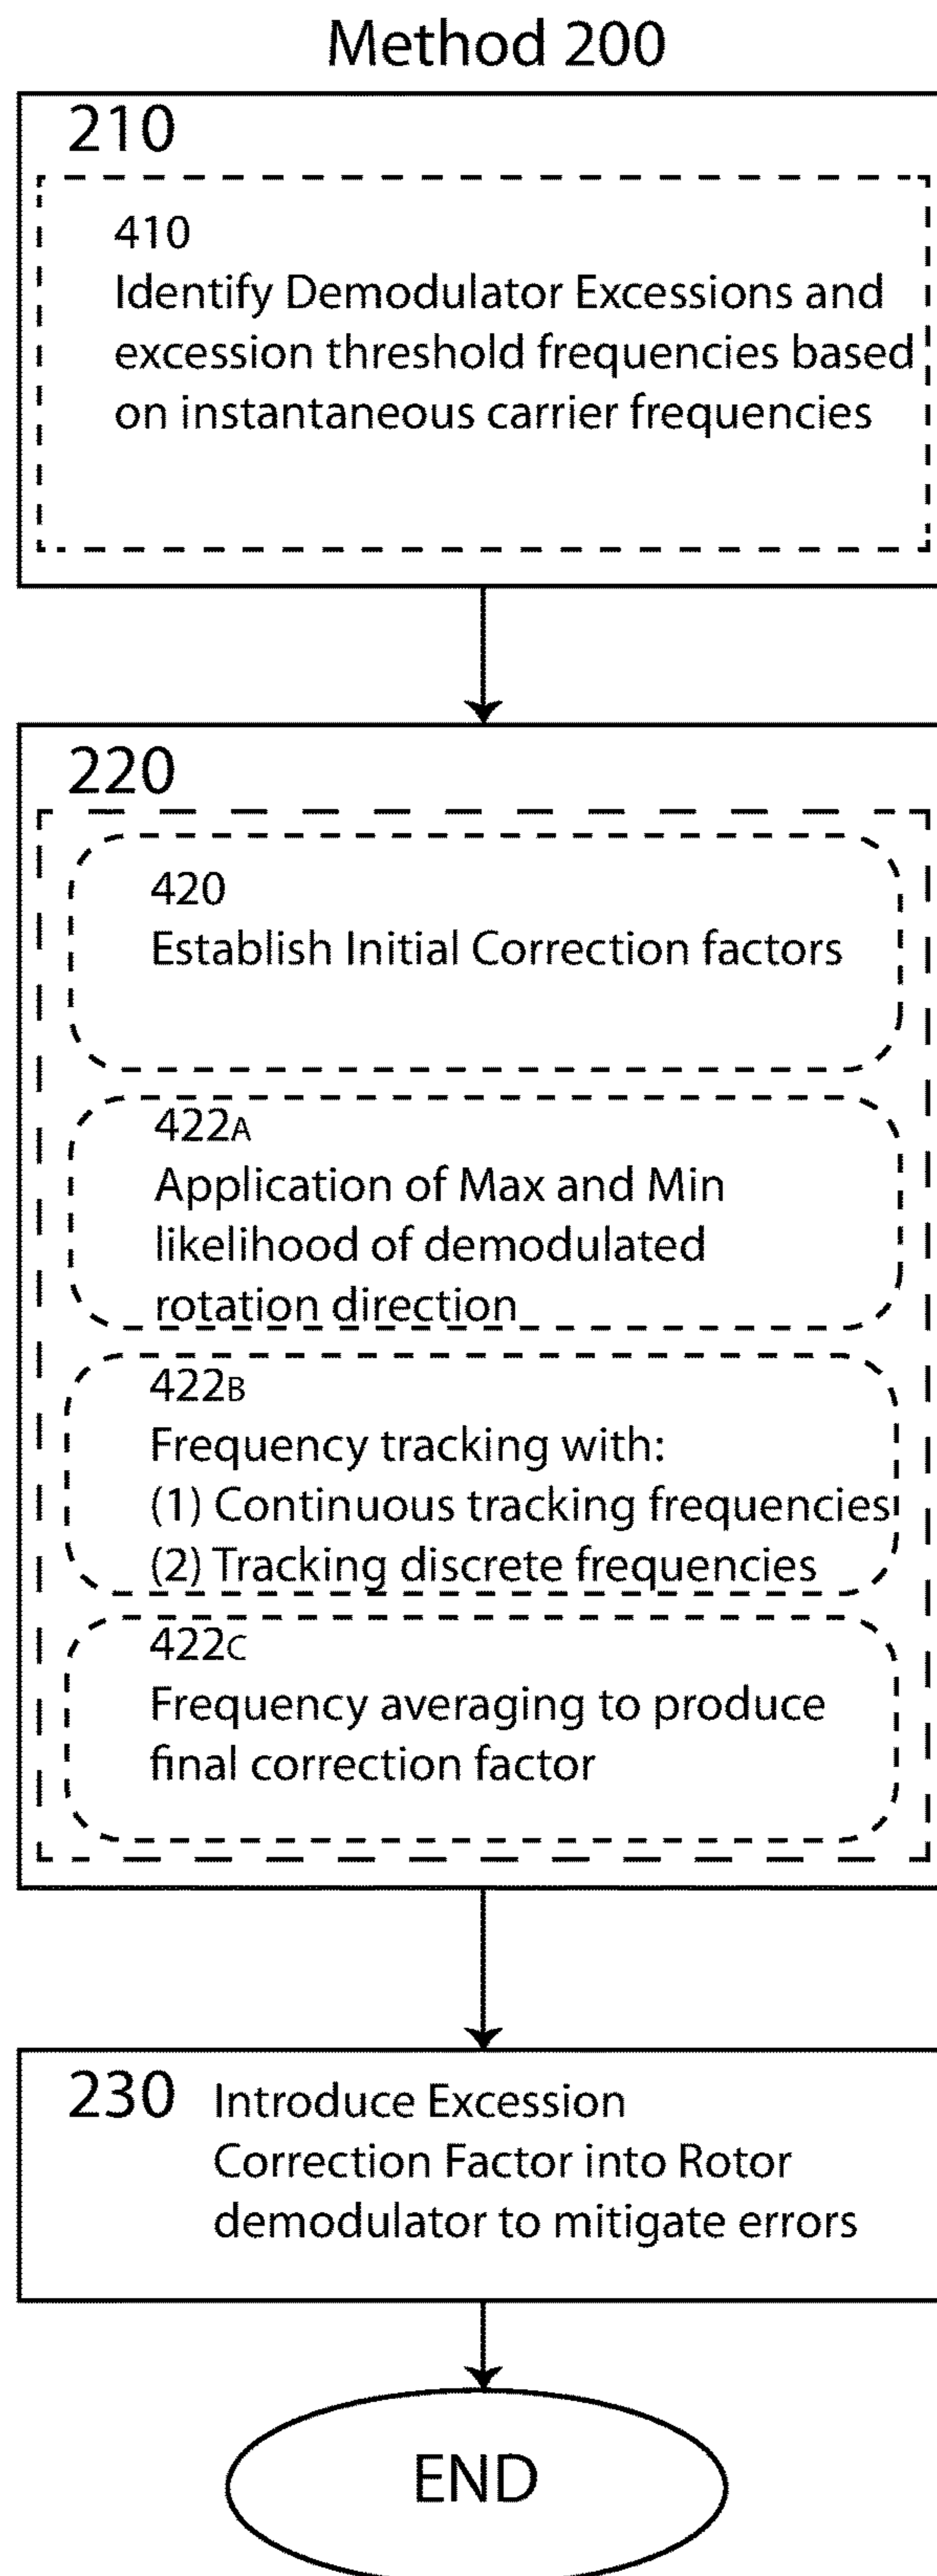 Method 200
210
410
Identify Demodulator Excessions and
excession threshold frequencies based
on instantaneous carrier frequencies
220
420
Establish Initial Correction factors
422A
Application of Max and Min
likelihood of demodulated
rotation direction
422B
Frequency tracking with:
(1) Continuous tracking frequencies
(2) Tracking discrete frequencies
422C
Frequency averaging to produce
final correction factor
230 Introduce Excession
Correction Factor into Rotor
demodulator to mitigate errors
END